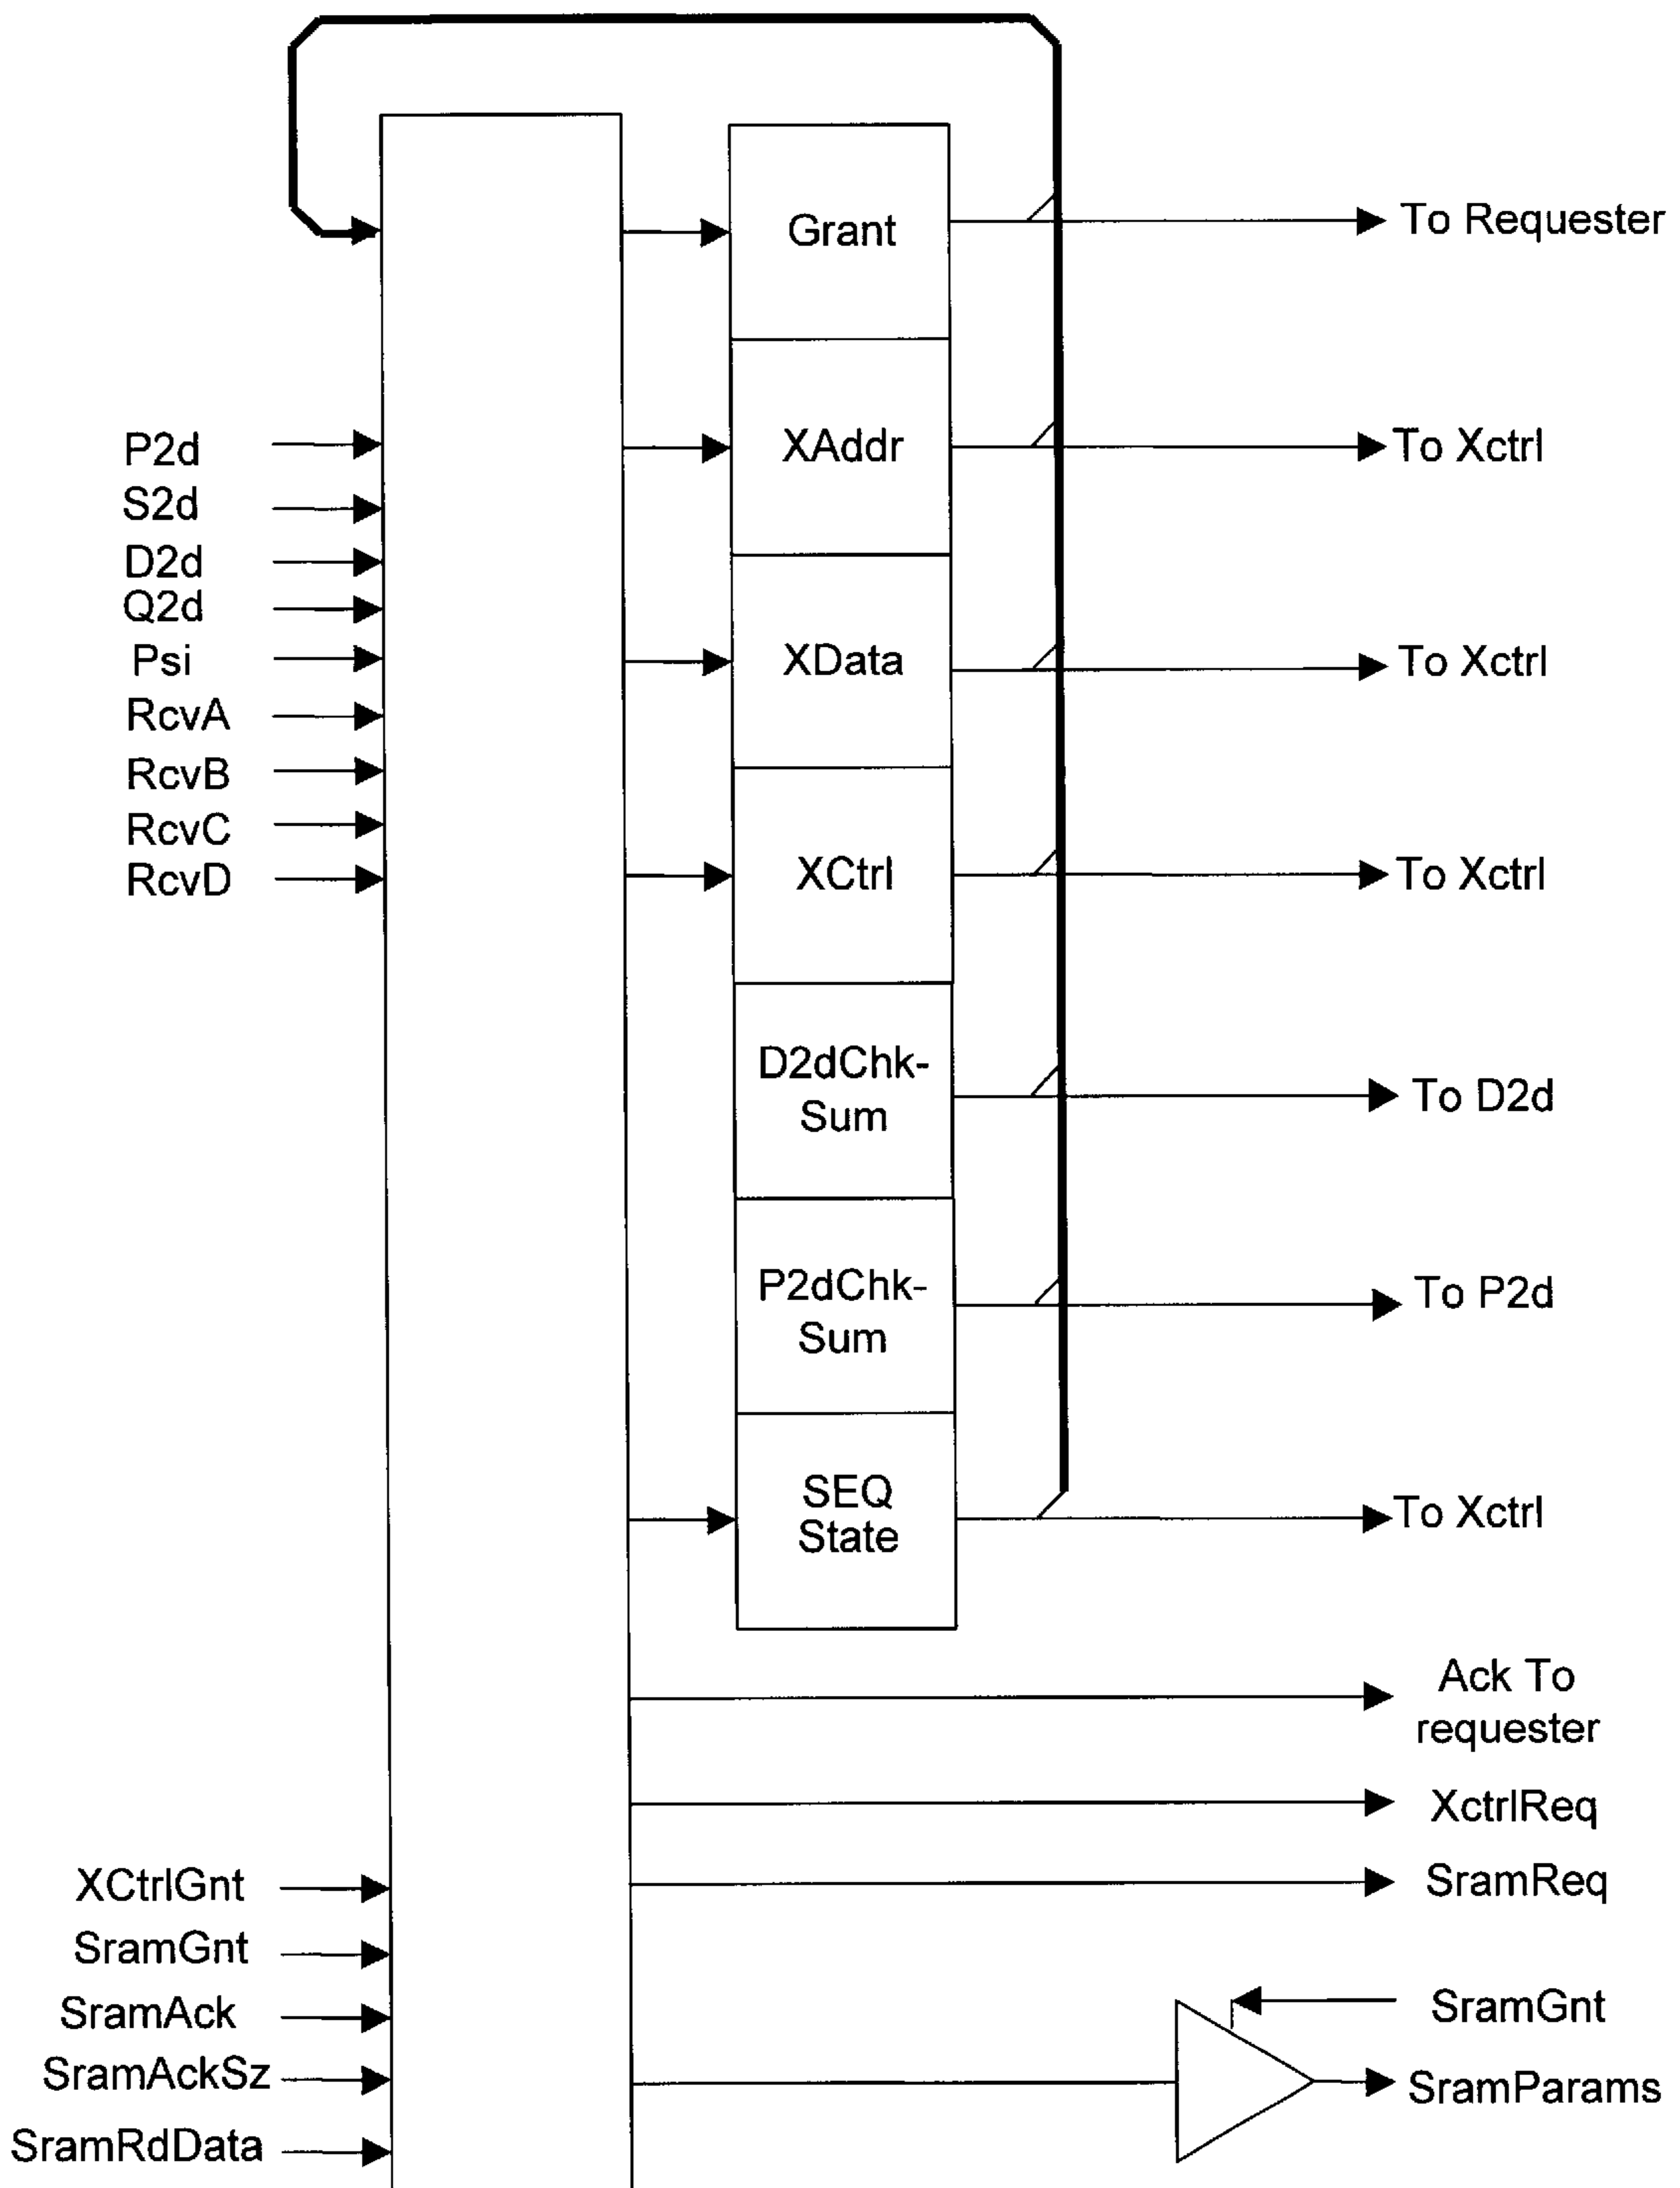 Grant
To Requester
P2d
XAddr
To Xctrl
S2d
D2d
Q2d
Psi
XData
To Xctrl
RcvA
RcvB
RcvC
RcvD
XCtrl
To Xctrl
D2dChk-
Sum
To D2d
P2dChk-
Sum
To P2d
SEQ
State
To Xctrl
Ack To
requester
XctrlReq
XCtrlGnt
SramReq
SramGnt
SramAck
SramGnt
SramAckSz
SramParams
SramRdData